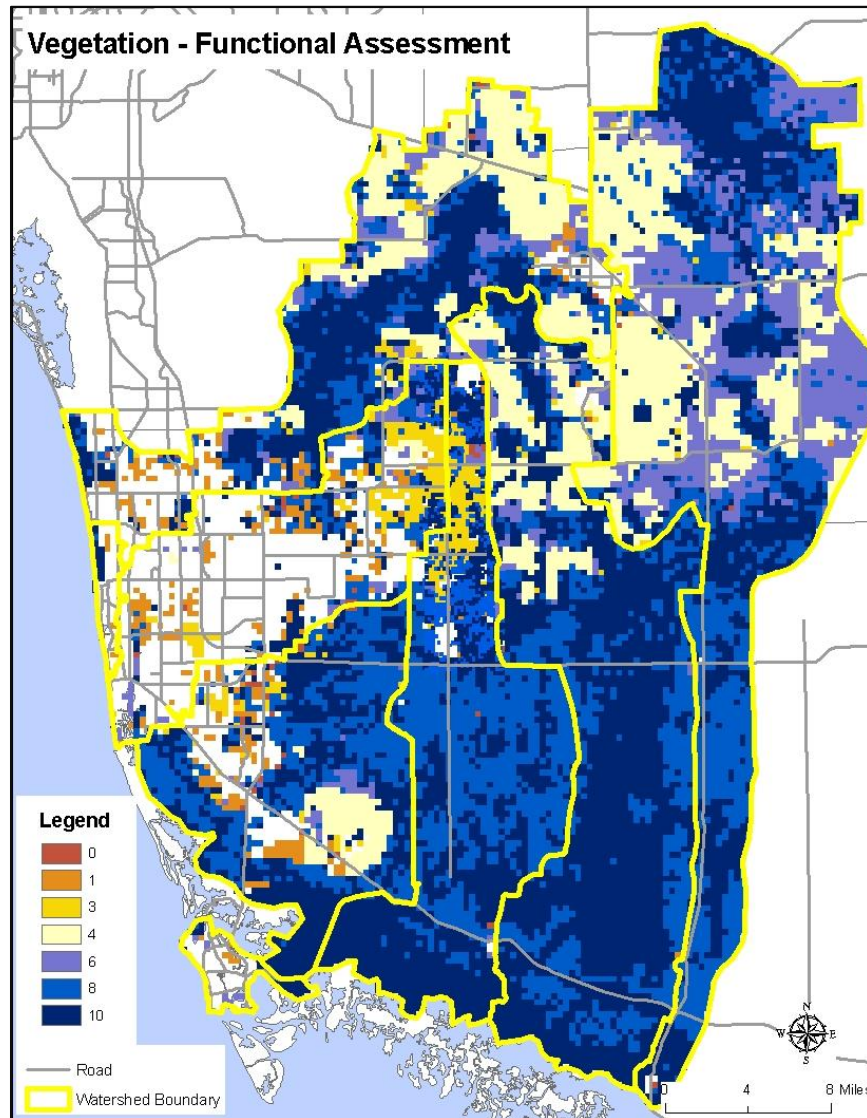 Vegetation - Functional Assessment
Legend
0
1
3
4
6
8
10
Road
Watershed Boundary
N
W E
S
0 4 8 Miles